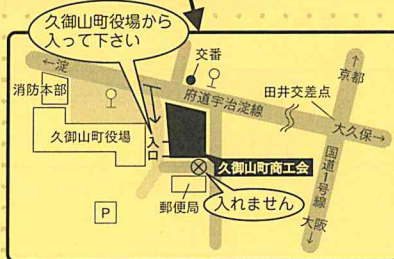 久御山町役場から
入って下さい
交番
←淀
消防本部
府道宇治淀線
田井交差点
↑京都
大久保→
久御山町役場
入口
国道1号線
久御山町商工会
入れません
郵便局
P
大阪↓